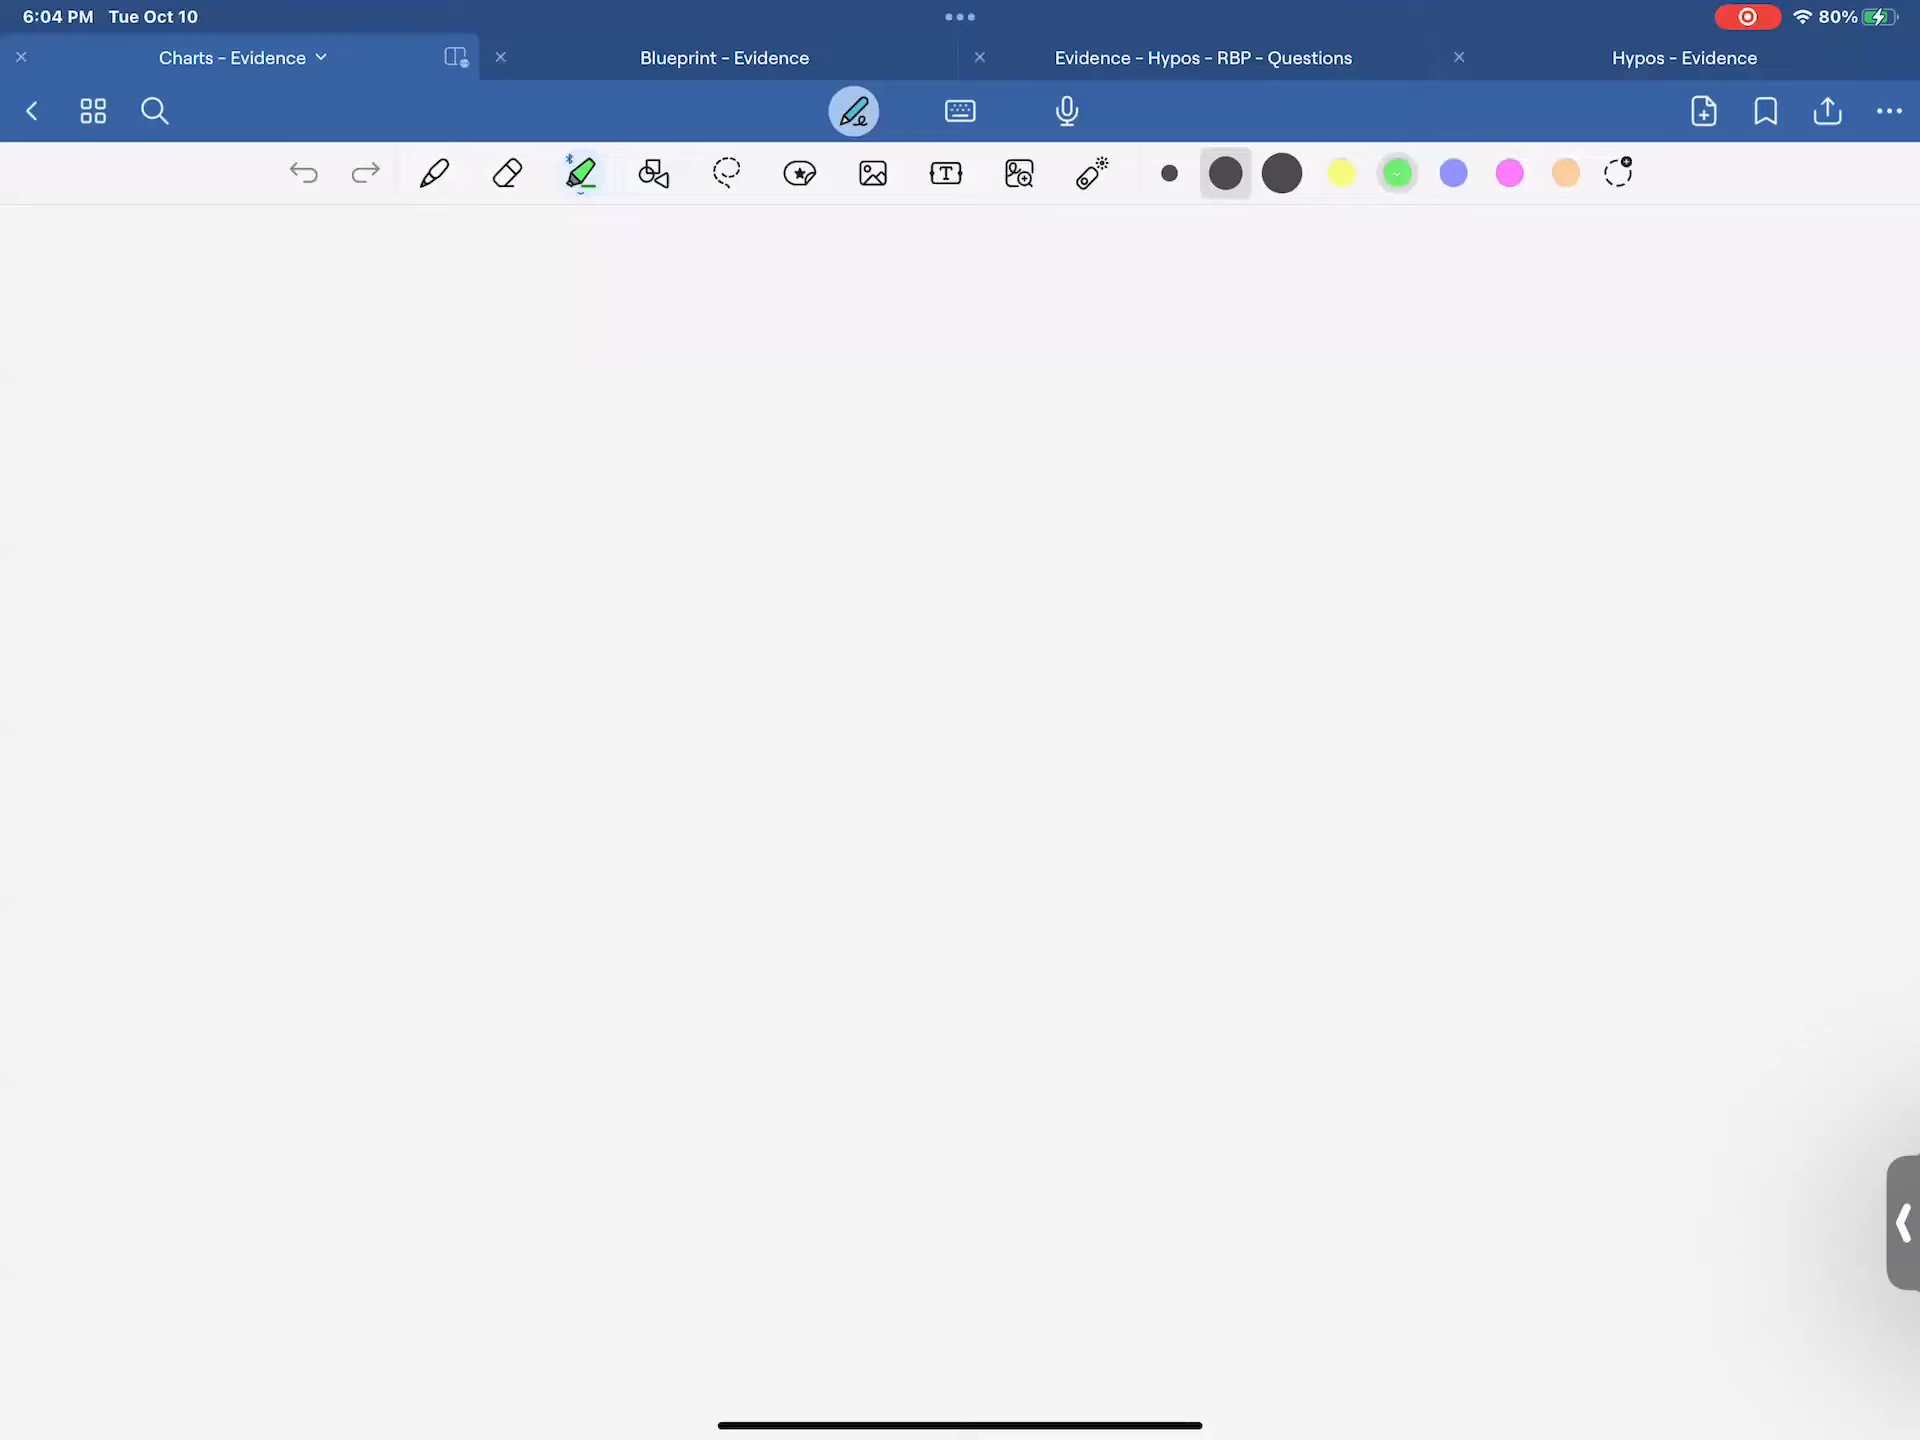 6:04 PM Tue Oct 10
80%
Charts - Evidence
Blueprint - Evidence
Evidence - Hypos - RBP - Questions
Hypos - Evidence